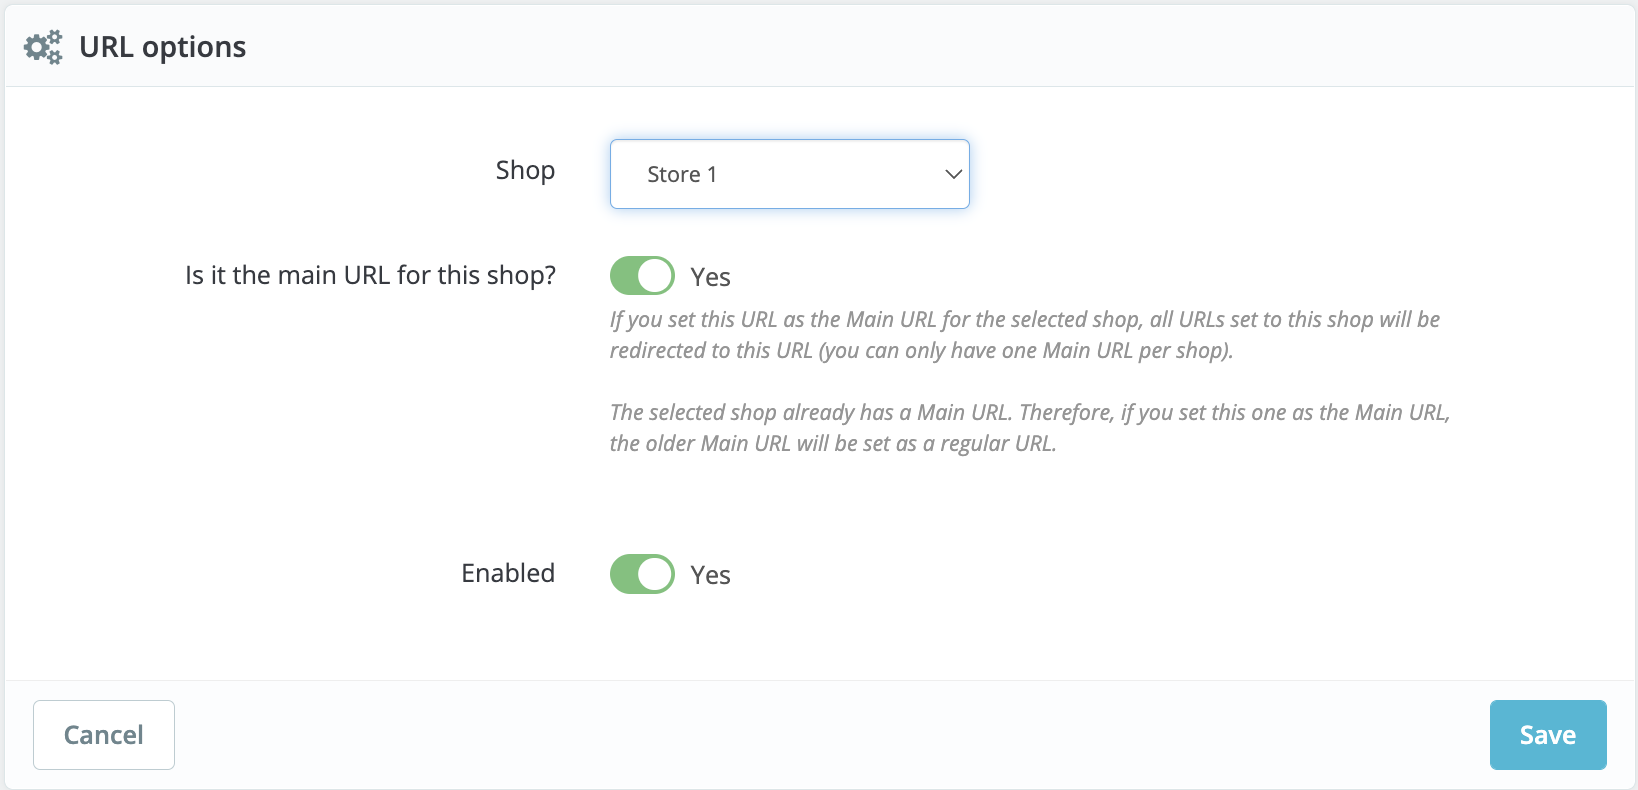 URL options
Shop
Store 1
Is it the main URL for this shop?
Yes
If you set this URL as the Main URL for the selected shop, all URLs set to this shop will be
redirected to this URL (you can only have one Main URL per shop).
The selected shop already has a Main URL. Therefore, if you set this one as the Main URL,
the older Main URL will be set as a regular URL.
Enabled
Yes
Cancel
Save